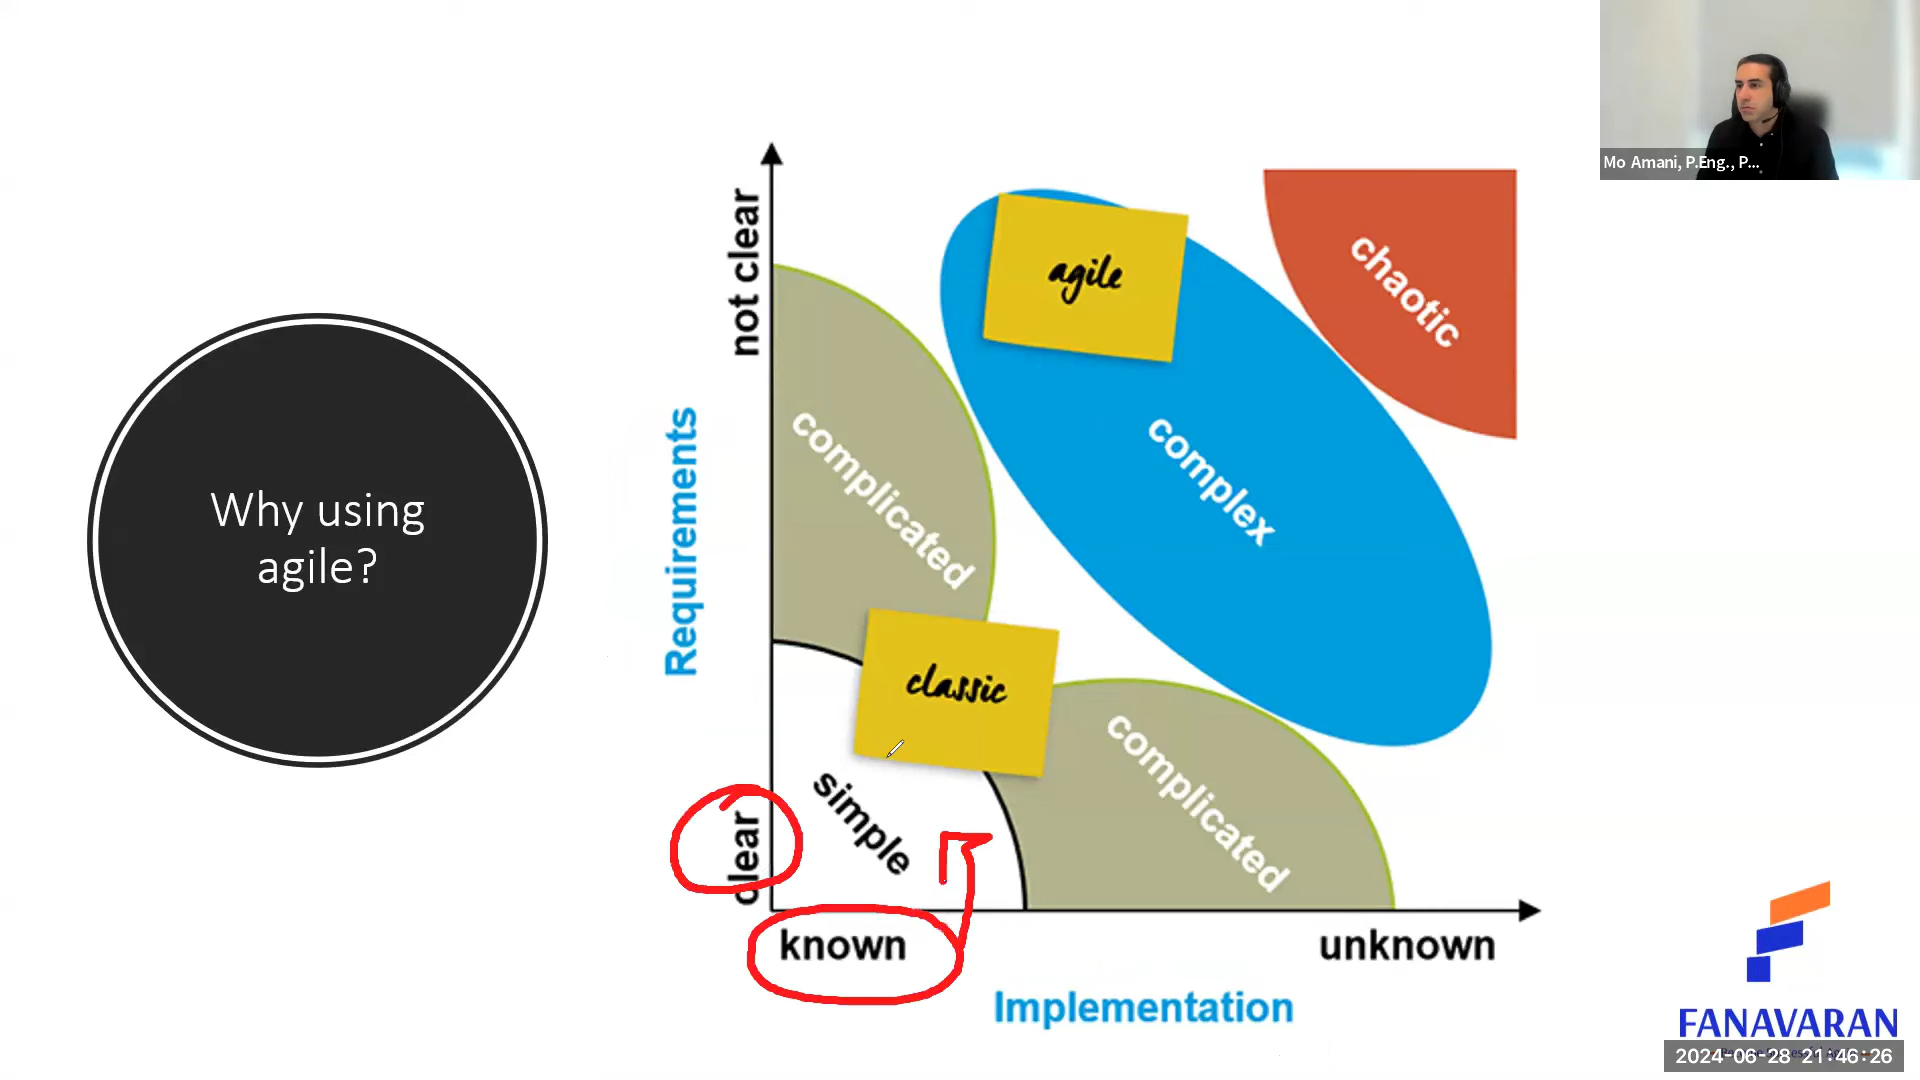 Mo Amani, P.Eng., P...
Why using
agile?
Requirements
not clear
clear
agile
chaotic
complex
complicated
classic
simple
complicated
known
unknown
Implementation
FANAVARAN
2024-06-28 21:46:26